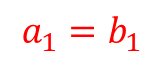 a₁ = b₁